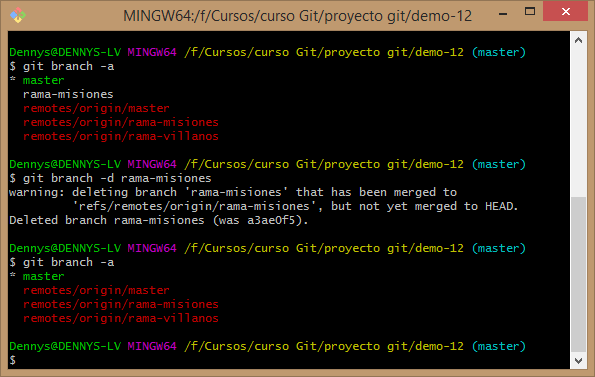 MINGW64:/f/Cursos/curso Git/proyecto git/demo-12
Dennys@DENNYS-LV MINGW64 /f/Cursos/curso Git/proyecto git/demo-12 (master)
$ git branch -a
* master
  rama-misiones
  remotes/origin/master
  remotes/origin/rama-misiones
  remotes/origin/rama-villanos
Dennys@DENNYS-LV MINGW64 /f/Cursos/curso Git/proyecto git/demo-12 (master)
$ git branch -d rama-misiones
warning: deleting branch 'rama-misiones' that has been merged to
         'refs/remotes/origin/rama-misiones', but not yet merged to HEAD.
Deleted branch rama-misiones (was a3ae0f5).
Dennys@DENNYS-LV MINGW64 /f/Cursos/curso Git/proyecto git/demo-12 (master)
$ git branch -a
* master
  remotes/origin/master
  remotes/origin/rama-misiones
  remotes/origin/rama-villanos
Dennys@DENNYS-LV MINGW64 /f/Cursos/curso Git/proyecto git/demo-12 (master)
$